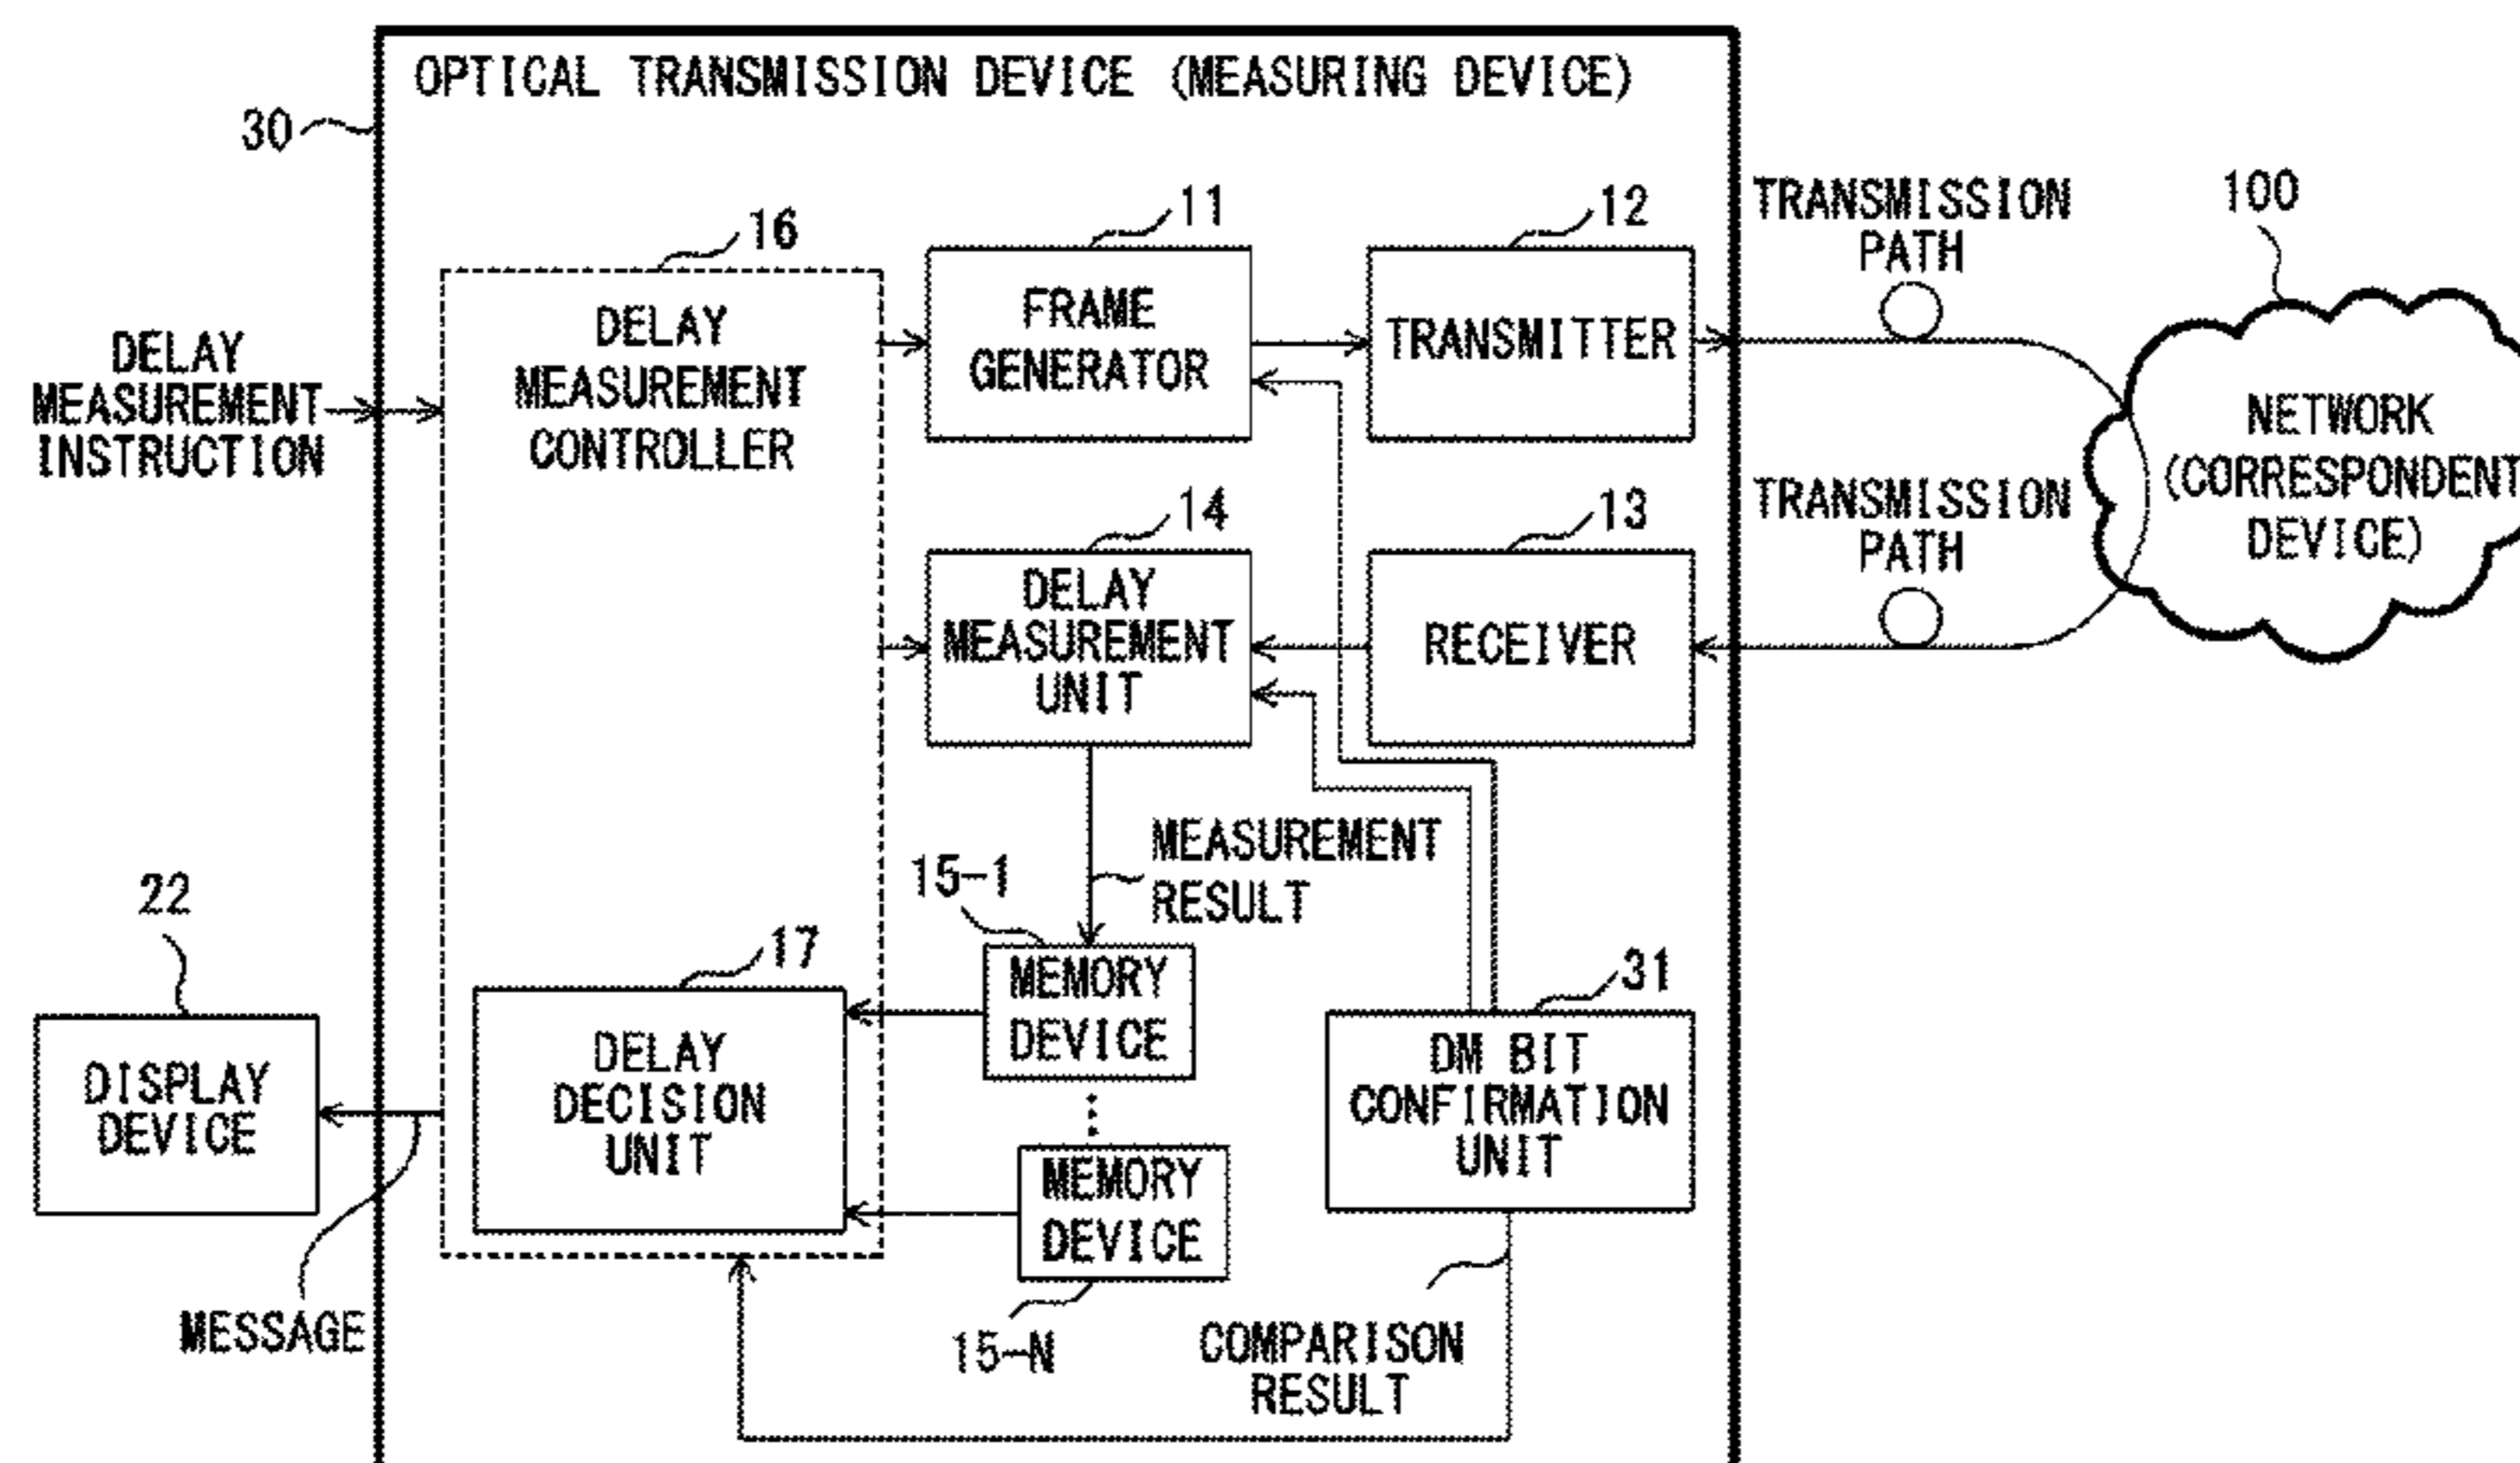 OPTICAL TRANSMISSION DEVICE (MEASURING DEVICE)
30
16
11
12
TRANSMISSION
PATH
100
DELAY
MEASUREMENT
INSTRUCTION
DELAY
MEASUREMENT
CONTROLLER
FRAME
GENERATOR
TRANSMITTER
NETWORK
(CORRESPONDENT
DEVICE)
14
13
TRANSMISSION
PATH
DELAY
MEASUREMENT
UNIT
RECEIVER
MEASUREMENT
RESULT
22
17
15-1
31
DISPLAY
DEVICE
DELAY
DECISION
UNIT
MEMORY
DEVICE
DM BIT
CONFIRMATION
UNIT
MEMORY
DEVICE
MESSAGE
15-N
COMPARISON
RESULT